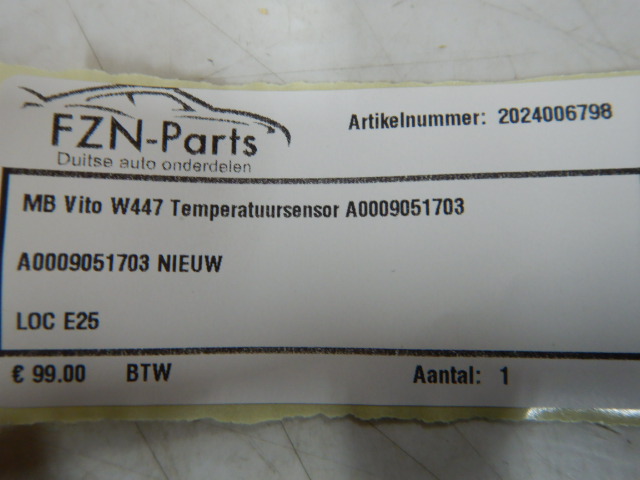 FZN-Parts
Duitse auto onderdelen
Artikelnummer: 2024006798
MB Vito W447 Temperatuursensor A0009051703
A0009051703 NIEUW
LOC E25
€ 99.00 BTW Aantal: 1